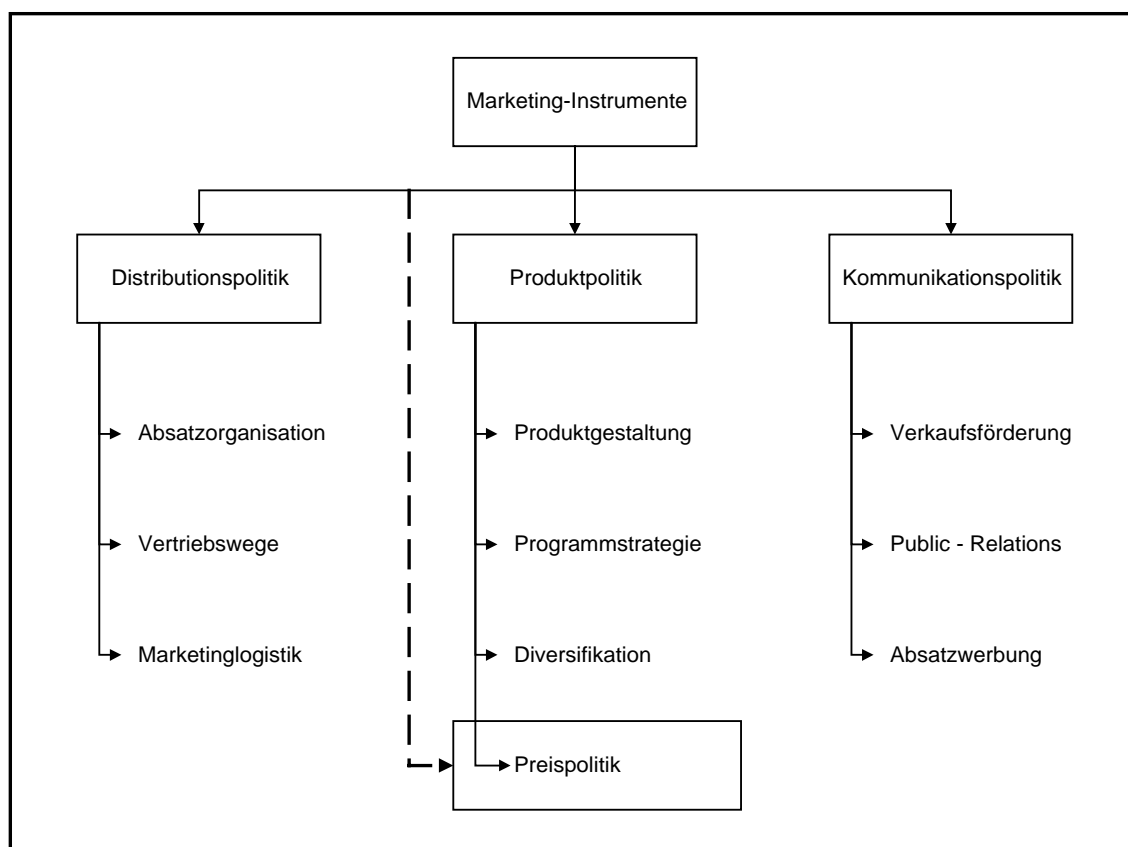 Marketing-Instrumente
Distributionspolitik
Produktpolitik
Kommunikationspolitik
Absatzorganisation
Produktgestaltung
Verkaufsförderung
Vertriebswege
Programmstrategie
Public - Relations
Marketinglogistik
Diversifikation
Absatzwerbung
Preispolitik